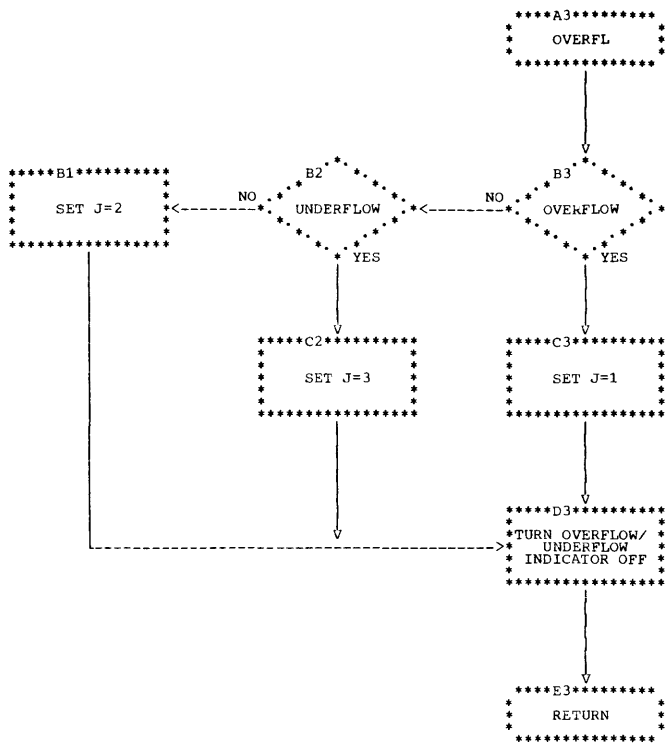 A3
OVERFL
B1
SET J=2
NO
B2
UNDERFLOW
YES
NO
B3
OVERFLOW
YES
C2
SET J=3
C3
SET J=1
D3
TURN OVERFLOW/
UNDERFLOW
INDICATOR OFF
E3
RETURN